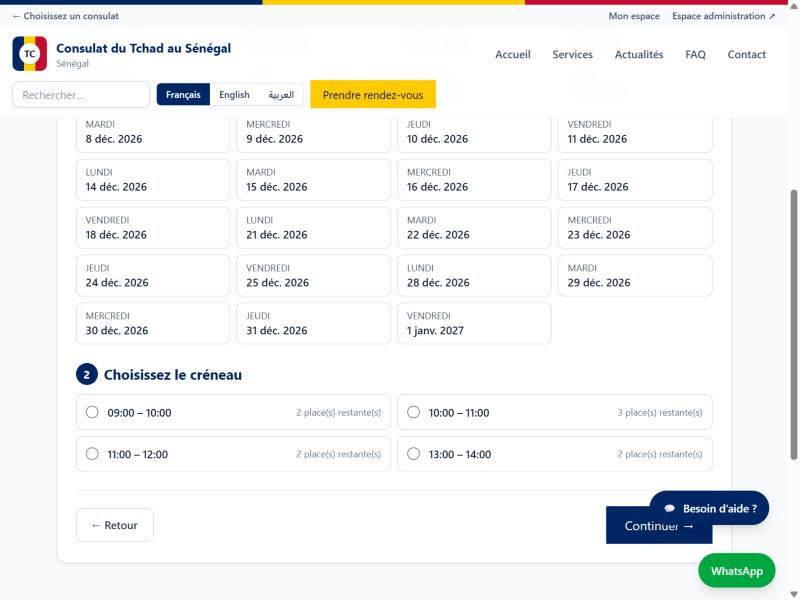 ← Choisissez un consulat
Mon espace Espace administration ↗
TC
Consulat du Tchad au Sénégal
Sénégal
Accueil Services Actualités FAQ Contact
Rechercher...
Français English العربية
Prendre rendez-vous
MARDI MERCREDI JEUDI VENDREDI
8 déc. 2026 9 déc. 2026 10 déc. 2026 11 déc. 2026
LUNDI MARDI MERCREDI JEUDI
14 déc. 2026 15 déc. 2026 16 déc. 2026 17 déc. 2026
VENDREDI LUNDI MARDI MERCREDI
18 déc. 2026 21 déc. 2026 22 déc. 2026 23 déc. 2026
JEUDI VENDREDI LUNDI MARDI
24 déc. 2026 25 déc. 2026 28 déc. 2026 29 déc. 2026
MERCREDI JEUDI VENDREDI
30 déc. 2026 31 déc. 2026 1 janv. 2027
2 Choisissez le créneau
09:00 – 10:00 2 place(s) restante(s) 10:00 – 11:00 3 place(s) restante(s)
11:00 – 12:00 2 place(s) restante(s) 13:00 – 14:00 2 place(s) restante(s)
Besoin d'aide ?
← Retour
Continuer →
WhatsApp